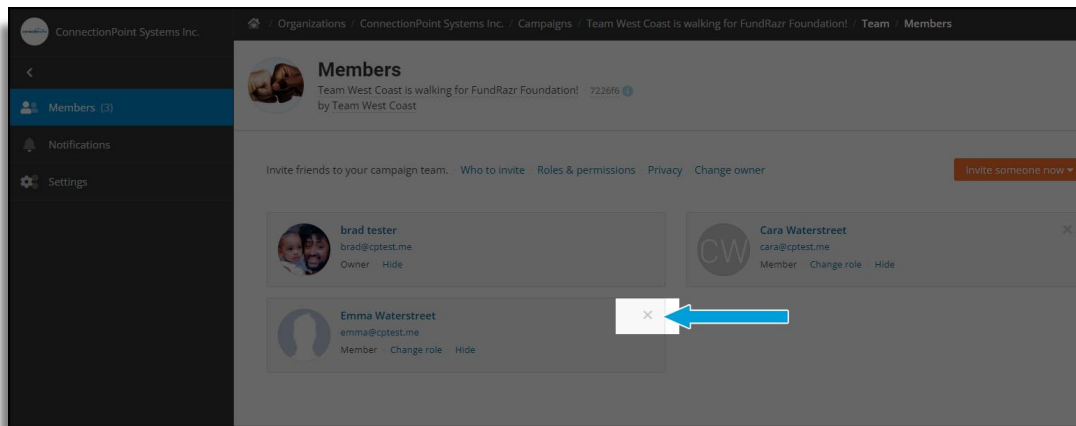 ConnectionPoint Systems Inc.
/ Organizations / ConnectionPoint Systems Inc. / Campaigns / Team West Coast is walking for FundRazr Foundation! / Team / Members
Members
Team West Coast is walking for FundRazr Foundation! 7226f6
by Team West Coast
Members (3)
Notifications
Settings
Invite friends to your campaign team. Who to invite Roles & permissions Privacy Change owner
Invite someone now
brad tester
brad@cptest.me
Owner Hide
CW
Cara Waterstreet
cara@cptest.me
Member Change role Hide
Emma Waterstreet
emma@cptest.me
Member Change role Hide